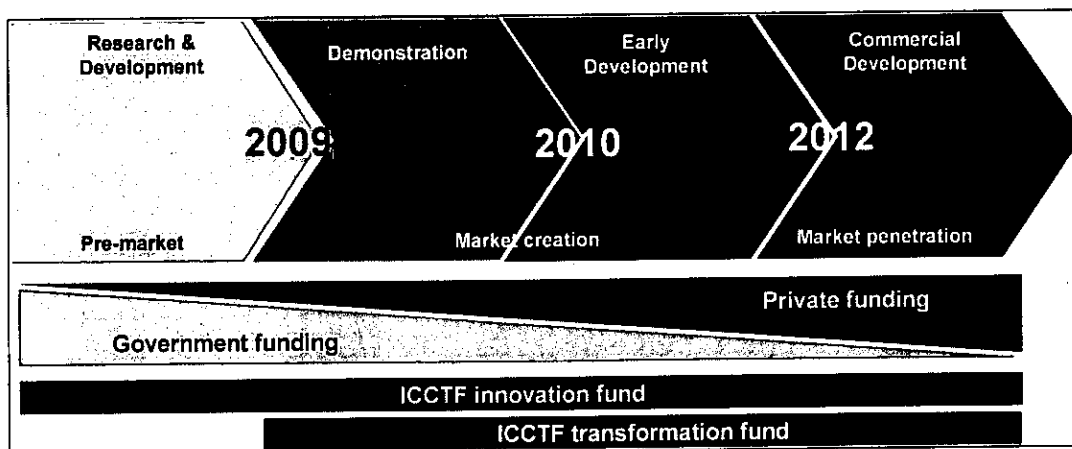 Research &
Development
Demonstration
Early
Development
Commercial
Development
2009
2010
2012
Pre-market
Market creation
Market penetration
Private funding
Government funding
ICCTF innovation fund
ICCTF transformation fund